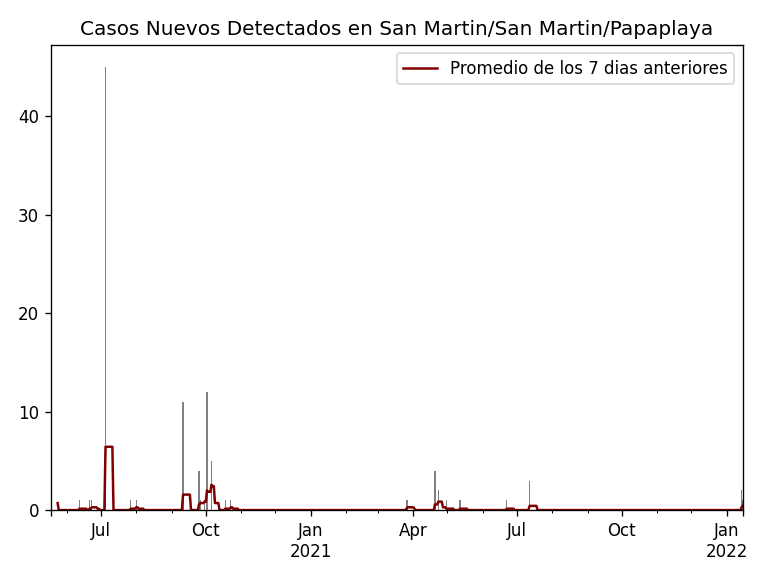 Casos Nuevos Detectados en San Martin/San Martin/Papaplaya
Promedio de los 7 dias anteriores
40
30
20
10
0
Jul Oct Jan Apr Jul Oct Jan
2021 2022